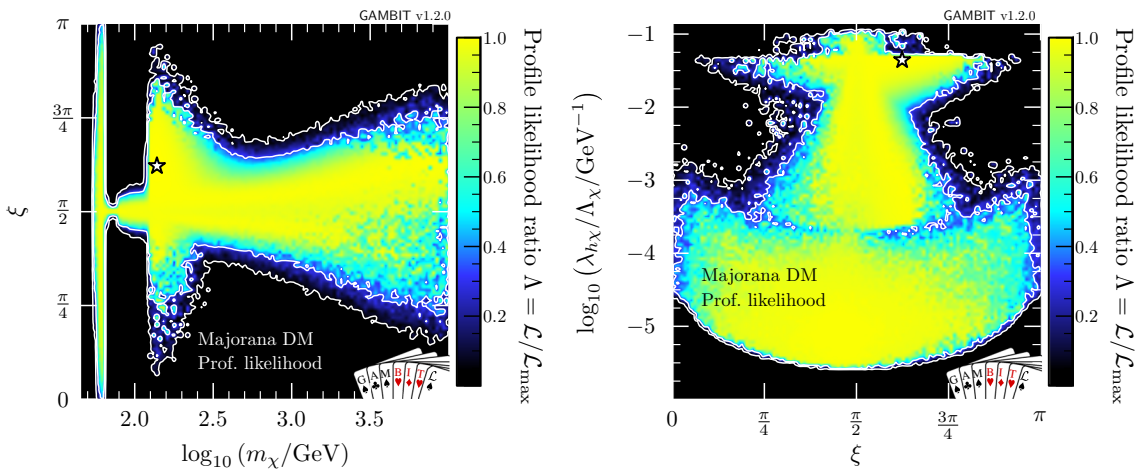 GAMBIT v1.2.0
π
3π/4
π/2
π/4
0
ξ
2.0
2.5
3.0
3.5
log₁₀ (mχ/GeV)
Majorana DM
Prof. likelihood
G A M B I T 𝓛
1.0
0.8
0.6
0.4
0.2
Profile likelihood ratio Λ = 𝓛/𝓛max
GAMBIT v1.2.0
−1
−2
−3
−4
−5
log₁₀ (λhχ/Λχ/GeV⁻¹)
Majorana DM
Prof. likelihood
G A M B I T 𝓛
0
π/4
π/2
3π/4
π
ξ
1.0
0.8
0.6
0.4
0.2
Profile likelihood ratio Λ = 𝓛/𝓛max